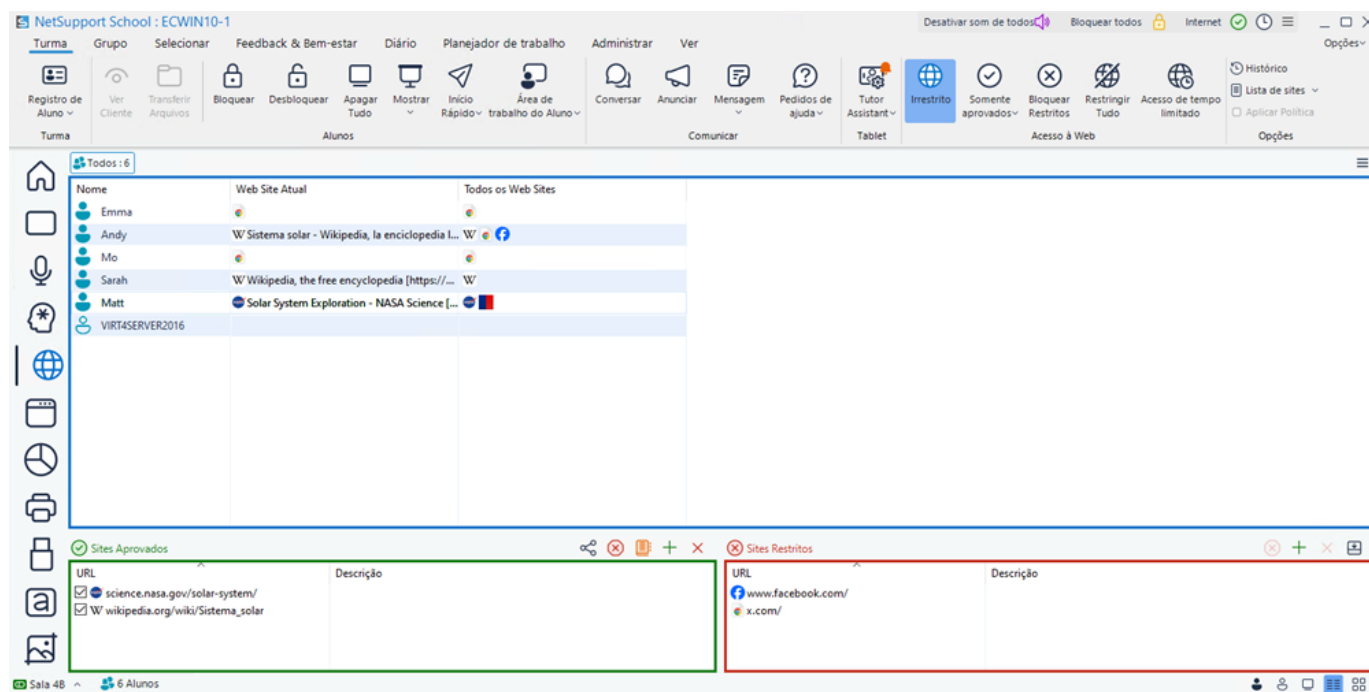 NetSupport School : ECWIN10-1
Desativar som de todos Bloquear todos Internet
Turma Grupo Selecionar Feedback & Bem-estar Diário Planejador de trabalho Administrar Ver Opções
Registro de Aluno
Ver Cliente
Transferir Arquivos
Bloquear
Desbloquear
Apagar Tudo
Mostrar
Início Rápido
Área de trabalho do Aluno
Conversar
Anunciar
Mensagem
Pedidos de ajuda
Tutor Assistant
Irrestrito
Somente aprovados
Bloquear Restritos
Restringir Tudo
Acesso de tempo limitado
Histórico
Lista de sites
Aplicar Política
Turma Alunos Comunicar Tablet Acesso à Web Opções
Todos : 6
Nome Web Site Atual Todos os Web Sites
Emma
Andy W Sistema solar - Wikipedia, la enciclopedia l... W
Mo
Sarah W Wikipedia, the free encyclopedia [https://... W
Matt Solar System Exploration - NASA Science [...
VIRT4SERVER2016
Sites Aprovados
URL Descrição
science.nasa.gov/solar-system/
W wikipedia.org/wiki/Sistema_solar
Sites Restritos
URL Descrição
www.facebook.com/
x.com/
Sala 4B 6 Alunos